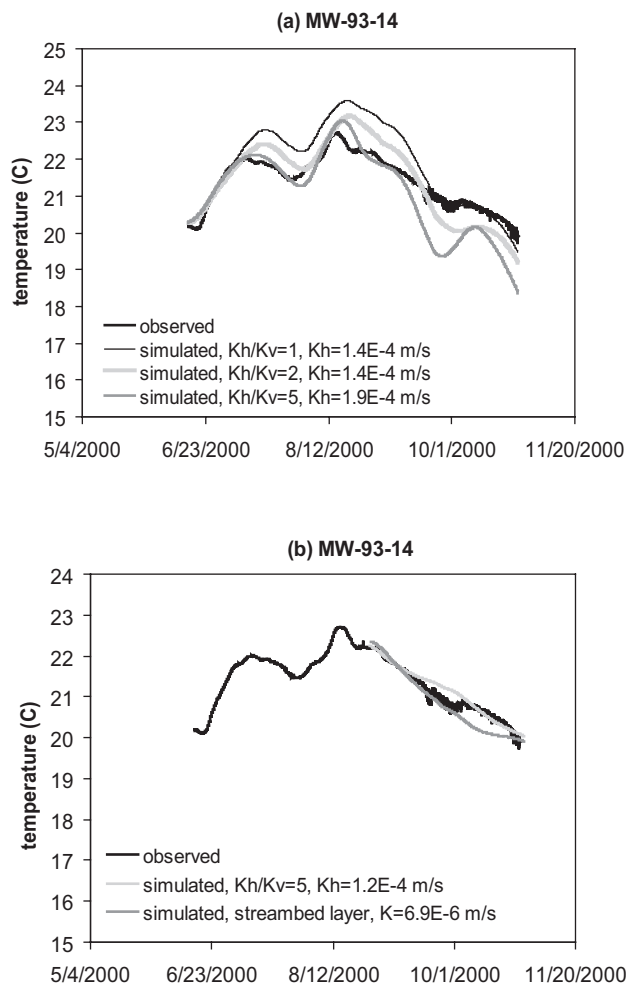 (a) MW-93-14
25
24
23
22
21
20
19
18
17
16
15
temperature (C)
observed
simulated, Kh/Kv=1, Kh=1.4E-4 m/s
simulated, Kh/Kv=2, Kh=1.4E-4 m/s
simulated, Kh/Kv=5, Kh=1.9E-4 m/s
5/4/2000 6/23/2000 8/12/2000 10/1/2000 11/20/2000
(b) MW-93-14
24
23
22
21
20
19
18
17
16
15
temperature (C)
observed
simulated, Kh/Kv=5, Kh=1.2E-4 m/s
simulated, streambed layer, K=6.9E-6 m/s
5/4/2000 6/23/2000 8/12/2000 10/1/2000 11/20/2000